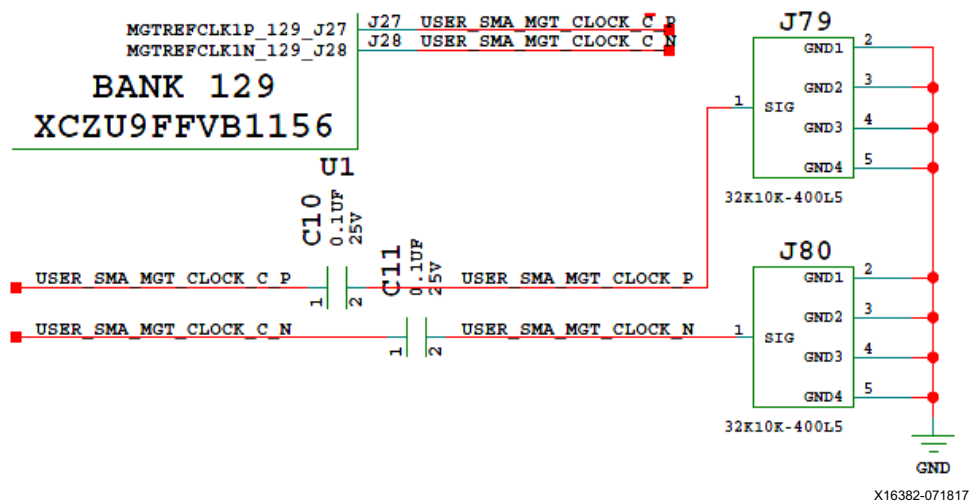 MGTREFCLK1P_129_J27
J27
USER_SMA_MGT_CLOCK_C_P
MGTREFCLK1N_129_J28
J28
USER_SMA_MGT_CLOCK_C_N
BANK 129
XCZU9FFVB1156
U1
J79
1
SIG
GND1
2
GND2
3
GND3
4
GND4
5
32K10K-400L5
C10
0.1UF
25V
USER_SMA_MGT_CLOCK_C_P
1
2
USER_SMA_MGT_CLOCK_P
C11
0.1UF
25V
USER_SMA_MGT_CLOCK_C_N
1
2
USER_SMA_MGT_CLOCK_N
J80
1
SIG
GND1
2
GND2
3
GND3
4
GND4
5
32K10K-400L5
GND
X16382-071817